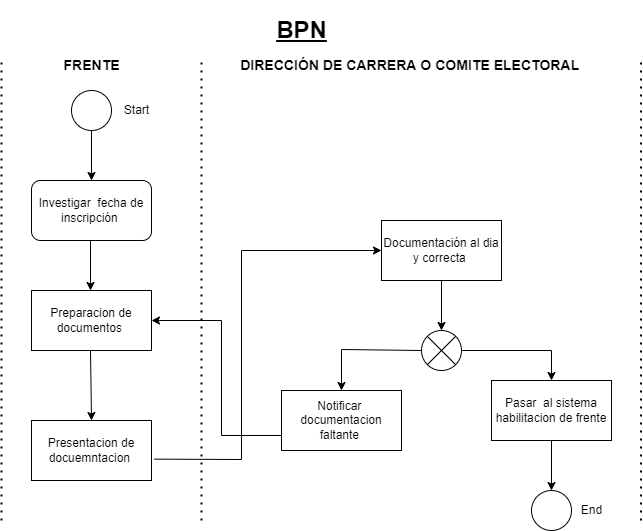 BPN
FRENTE
DIRECCIÓN DE CARRERA O COMITE ELECTORAL
Start
Investigar fecha de
inscripción
Documentación al dia
y correcta
Preparacion de
documentos
Notificar
documentacion
faltante
Pasar al sistema
habilitacion de frente
Presentacion de
docuemntacion
End